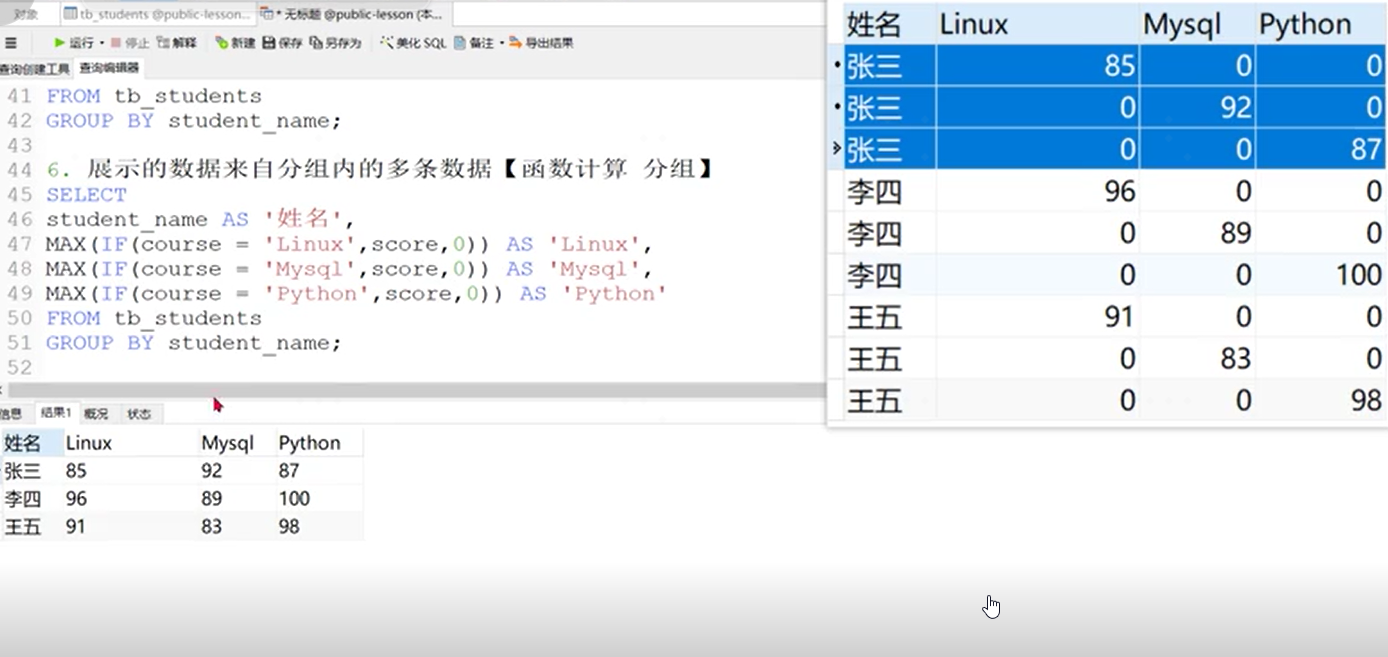 对象 tb_students @public-lesson... * 无标题 @public-lesson (本...
运行 停止 解释 新建 保存 另存为 美化 SQL 备注 导出结果
查询创建工具 查询编辑器
41 FROM tb_students
42 GROUP BY student_name;
43
44 6. 展示的数据来自分组内的多条数据【函数计算 分组】
45 SELECT
46 student_name AS '姓名',
47 MAX(IF(course = 'Linux',score,0)) AS 'Linux',
48 MAX(IF(course = 'Mysql',score,0)) AS 'Mysql',
49 MAX(IF(course = 'Python',score,0)) AS 'Python'
50 FROM tb_students
51 GROUP BY student_name;
52
信息 结果1 概况 状态
姓名 Linux Mysql Python
张三 85 92 87
李四 96 89 100
王五 91 83 98
姓名 Linux Mysql Python
张三 85 0 0
张三 0 92 0
张三 0 0 87
李四 96 0 0
李四 0 89 0
李四 0 0 100
王五 91 0 0
王五 0 83 0
王五 0 0 98